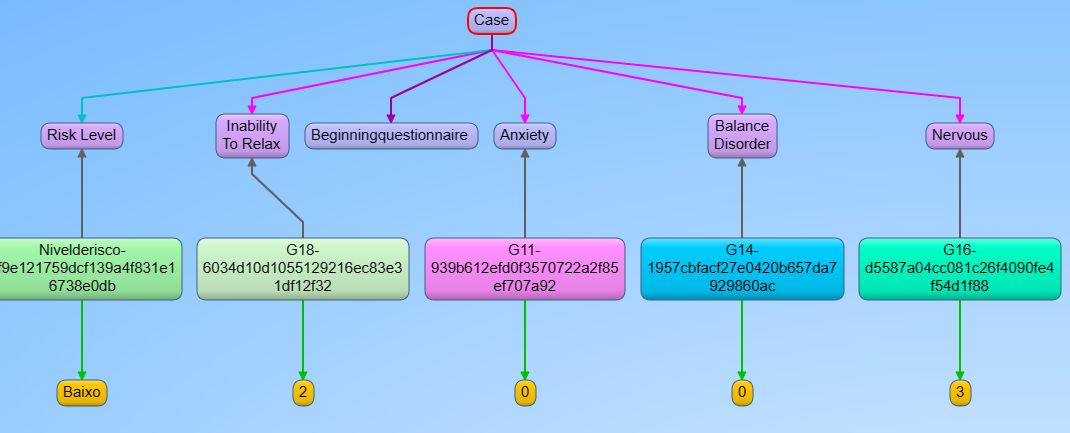 Case
Risk Level
Inability
To Relax
Beginningquestionnaire
Anxiety
Balance
Disorder
Nervous
Nivelderisco-
f9e121759dcf139a4f831e1
6738e0db
G18-
6034d10d1055129216ec83e3
1df12f32
G11-
939b612efd0f3570722a2f85
ef707a92
G14-
1957cbfacf27e0420b657da7
929860ac
G16-
d5587a04cc081c26f4090fe4
f54d1f88
Baixo
2
0
0
3